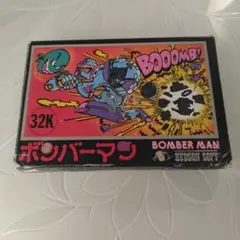 BOOOMB!
32K
ボンバーマン
BOMBER MAN
HUDSON SOFT